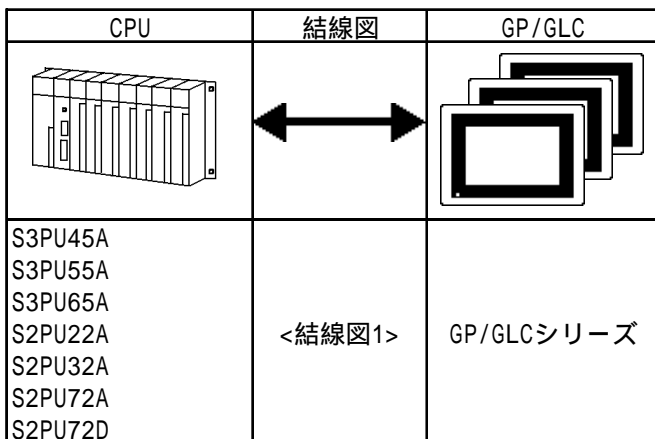 CPU 結線図 GP/GLC
S3PU45A
S3PU55A
S3PU65A
S2PU22A
S2PU32A
S2PU72A
S2PU72D
<結線図1>
GP/GLCシリーズ